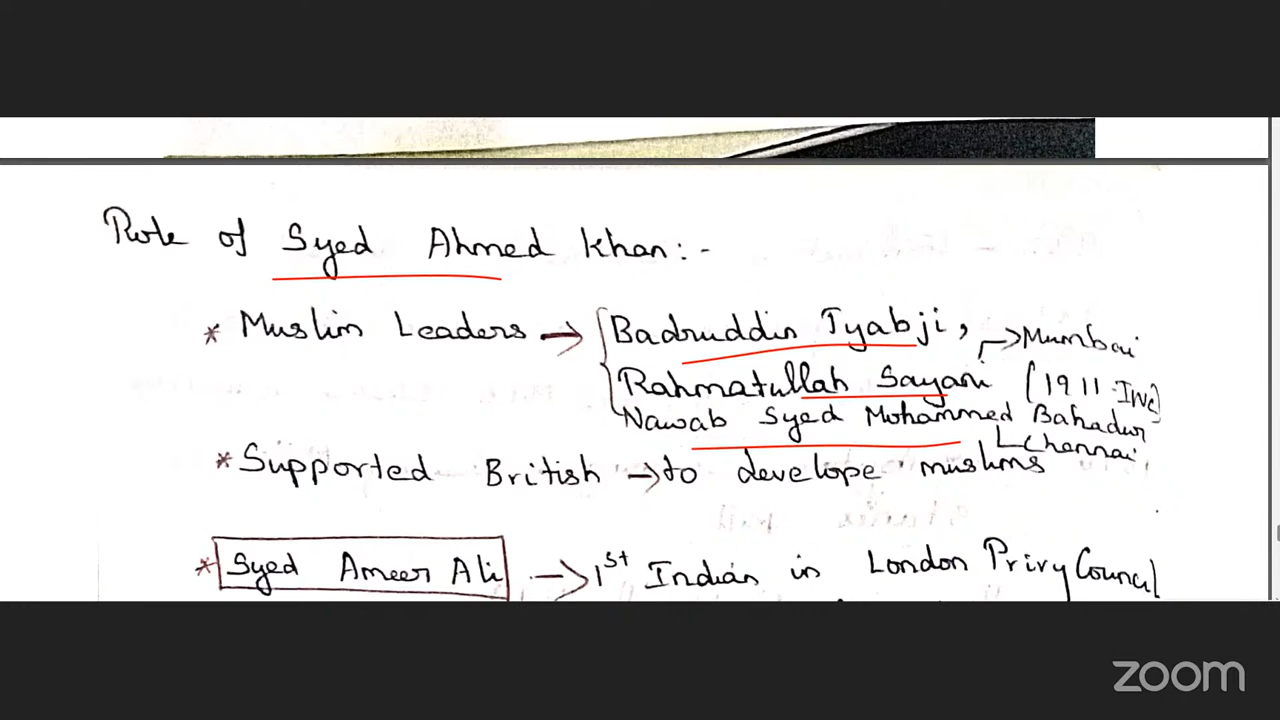 Role of Syed Ahmed Khan:-
* Muslim Leaders → Badruddin Tyabji,
→ Mumbai
Rahmatullah Sayani (1911-INC)
Nawab Syed Mohammed Bahadur
Chennai
* Supported British → to develope muslims
* Syed Ameer Ali → 1st Indian in London Privy Council
zoom